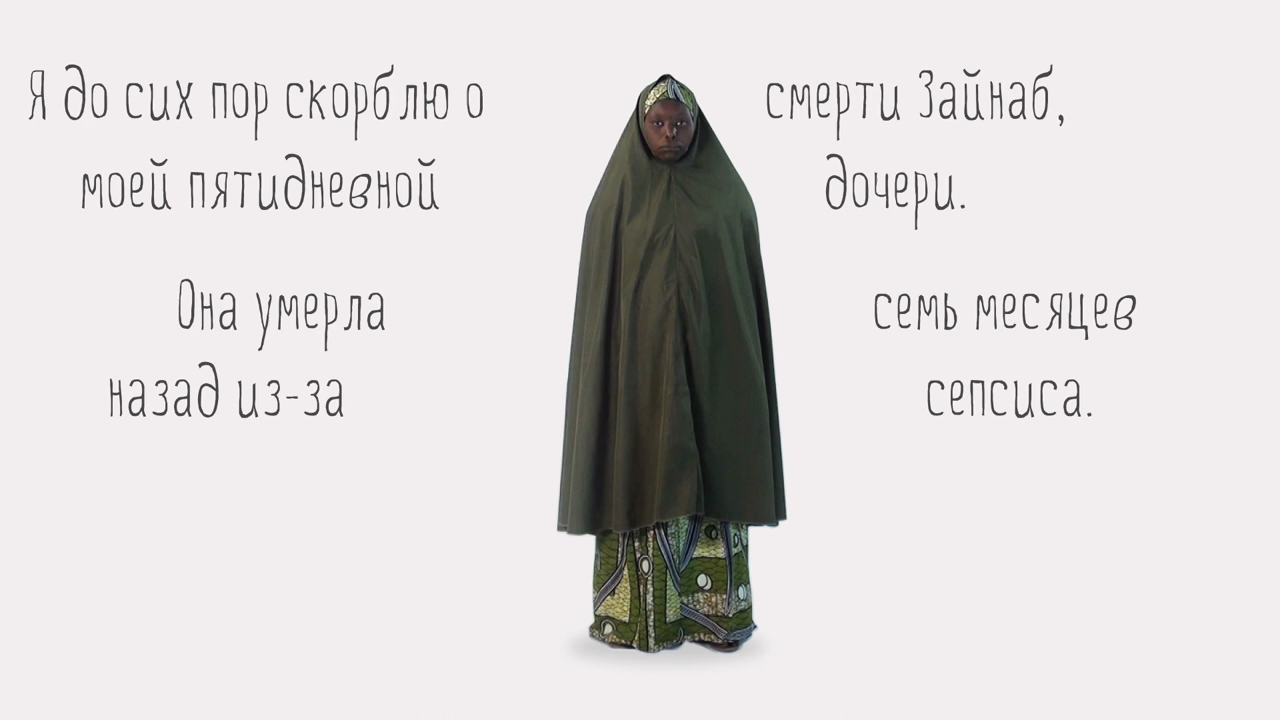 Я до сих пор скорблю о смерти Зайнаб,
моей пятидневной дочери.
Она умерла семь месяцев
назад из-за сепсиса.